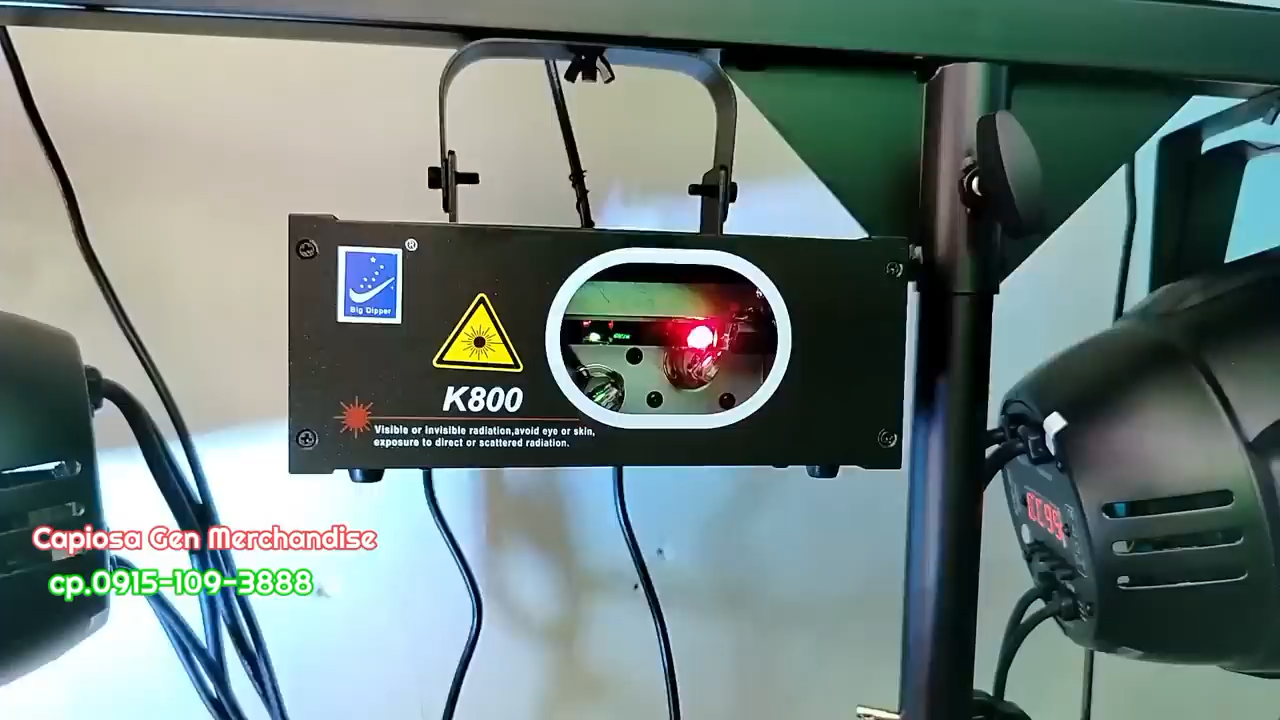 ®
Big Dipper
K800
Visible or invisible radiation,avoid eye or skin,
exposure to direct or scattered radiation.
Capiosa Gen Merchandise
cp.0915-109-3888